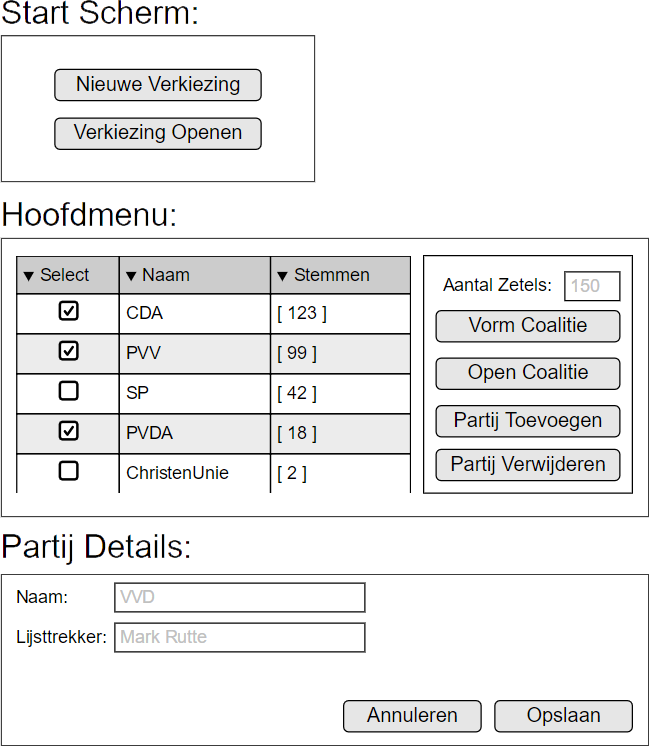 Start Scherm:
Nieuwe Verkiezing
Verkiezing Openen
Hoofdmenu:
Select Naam Stemmen
CDA [ 123 ]
PVV [ 99 ]
SP [ 42 ]
PVDA [ 18 ]
ChristenUnie [ 2 ]
Aantal Zetels: 150
Vorm Coalitie
Open Coalitie
Partij Toevoegen
Partij Verwijderen
Partij Details:
Naam: VVD
Lijsttrekker: Mark Rutte
Annuleren Opslaan